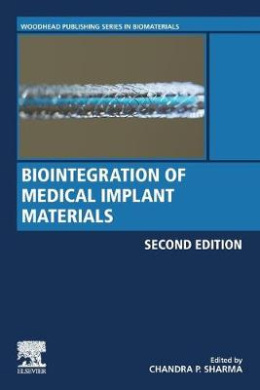 WOODHEAD PUBLISHING SERIES IN BIOMATERIALS
BIOINTEGRATION OF
MEDICAL IMPLANT
MATERIALS
SECOND EDITION
Edited by
CHANDRA P. SHARMA
ELSEVIER